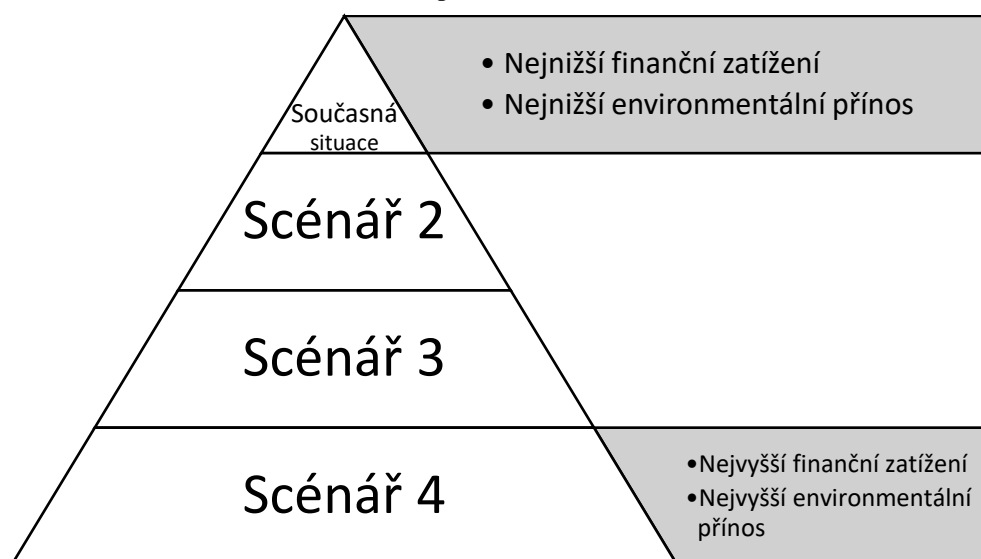 • Nejnižší finanční zatížení
• Nejnižší environmentální přínos
Současná
situace
Scénář 2
Scénář 3
Scénář 4
•Nejvyšší finanční zatížení
•Nejvyšší environmentální
přínos